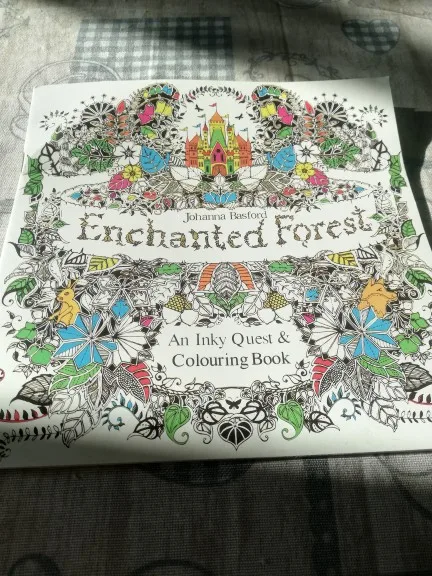 Johanna Basford
Enchanted Forest
An Inky Quest &
Colouring Book